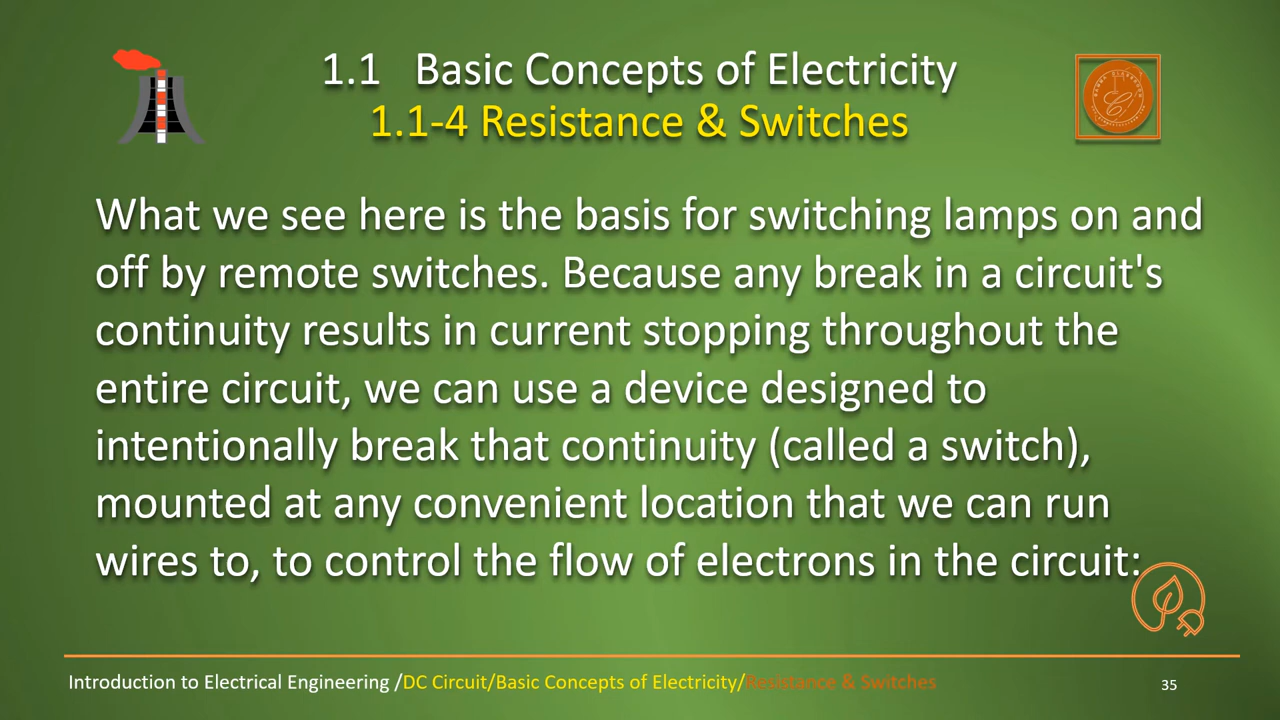 1.1 Basic Concepts of Electricity
1.1-4 Resistance & Switches
What we see here is the basis for switching lamps on and
off by remote switches. Because any break in a circuit's
continuity results in current stopping throughout the
entire circuit, we can use a device designed to
intentionally break that continuity (called a switch),
mounted at any convenient location that we can run
wires to, to control the flow of electrons in the circuit:
Introduction to Electrical Engineering /DC Circuit/Basic Concepts of Electricity/Resistance & Switches
35